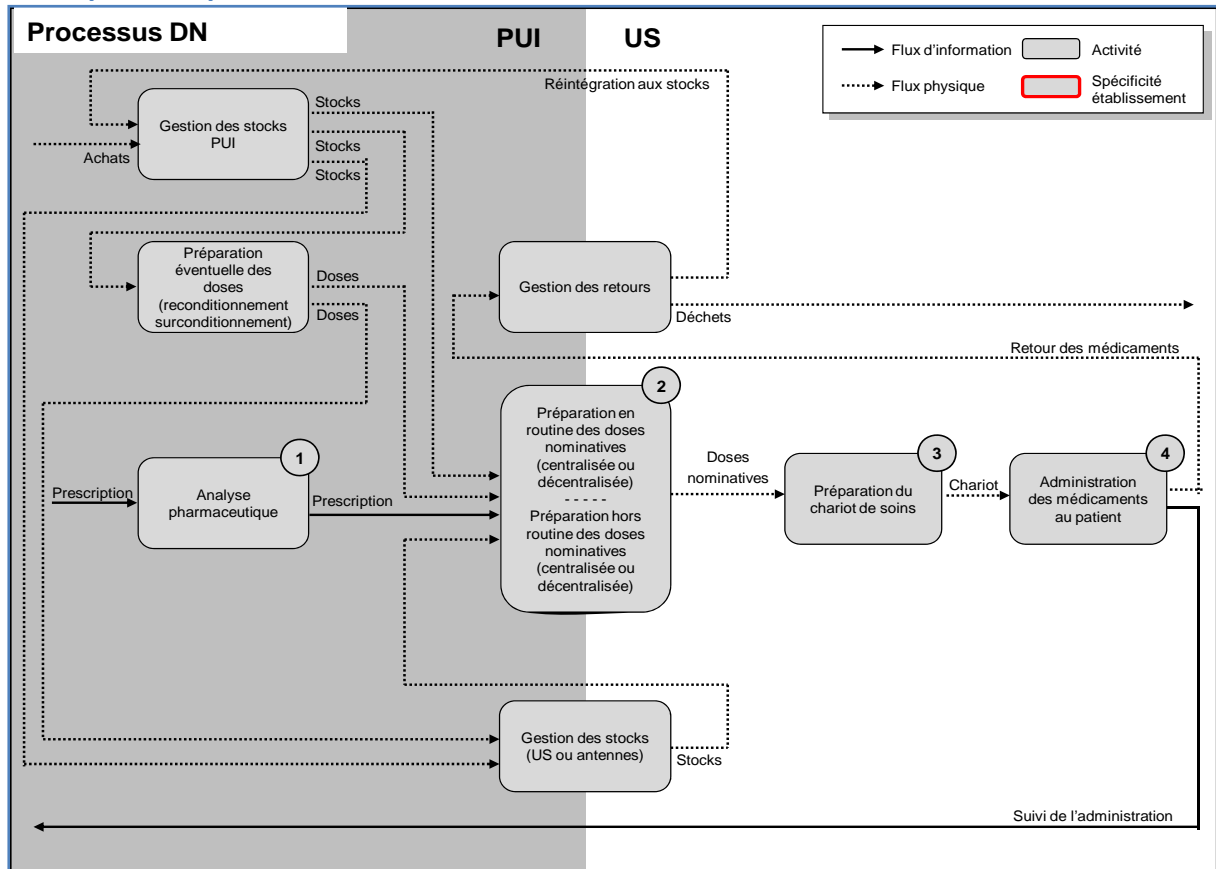 Processus DN
PUI
US
Flux d'information
Activité
Flux physique
Spécificité
établissement
Réintégration aux stocks
Stocks
Gestion des stocks
PUI
Stocks
Achats
Stocks
Préparation
éventuelle des
doses
(reconditionnement
surconditionnement)
Doses
Doses
Gestion des retours
Déchets
Retour des médicaments
2
Préparation en
routine des doses
nominatives
(centralisée ou
décentralisée)
- - - - -
Préparation hors
routine des doses
nominatives
(centralisée ou
décentralisée)
1
Prescription
Analyse
pharmaceutique
Prescription
Doses
nominatives
3
Préparation du
chariot de soins
Chariot
4
Administration
des médicaments
au patient
Gestion des stocks
(US ou antennes)
Stocks
Suivi de l'administration